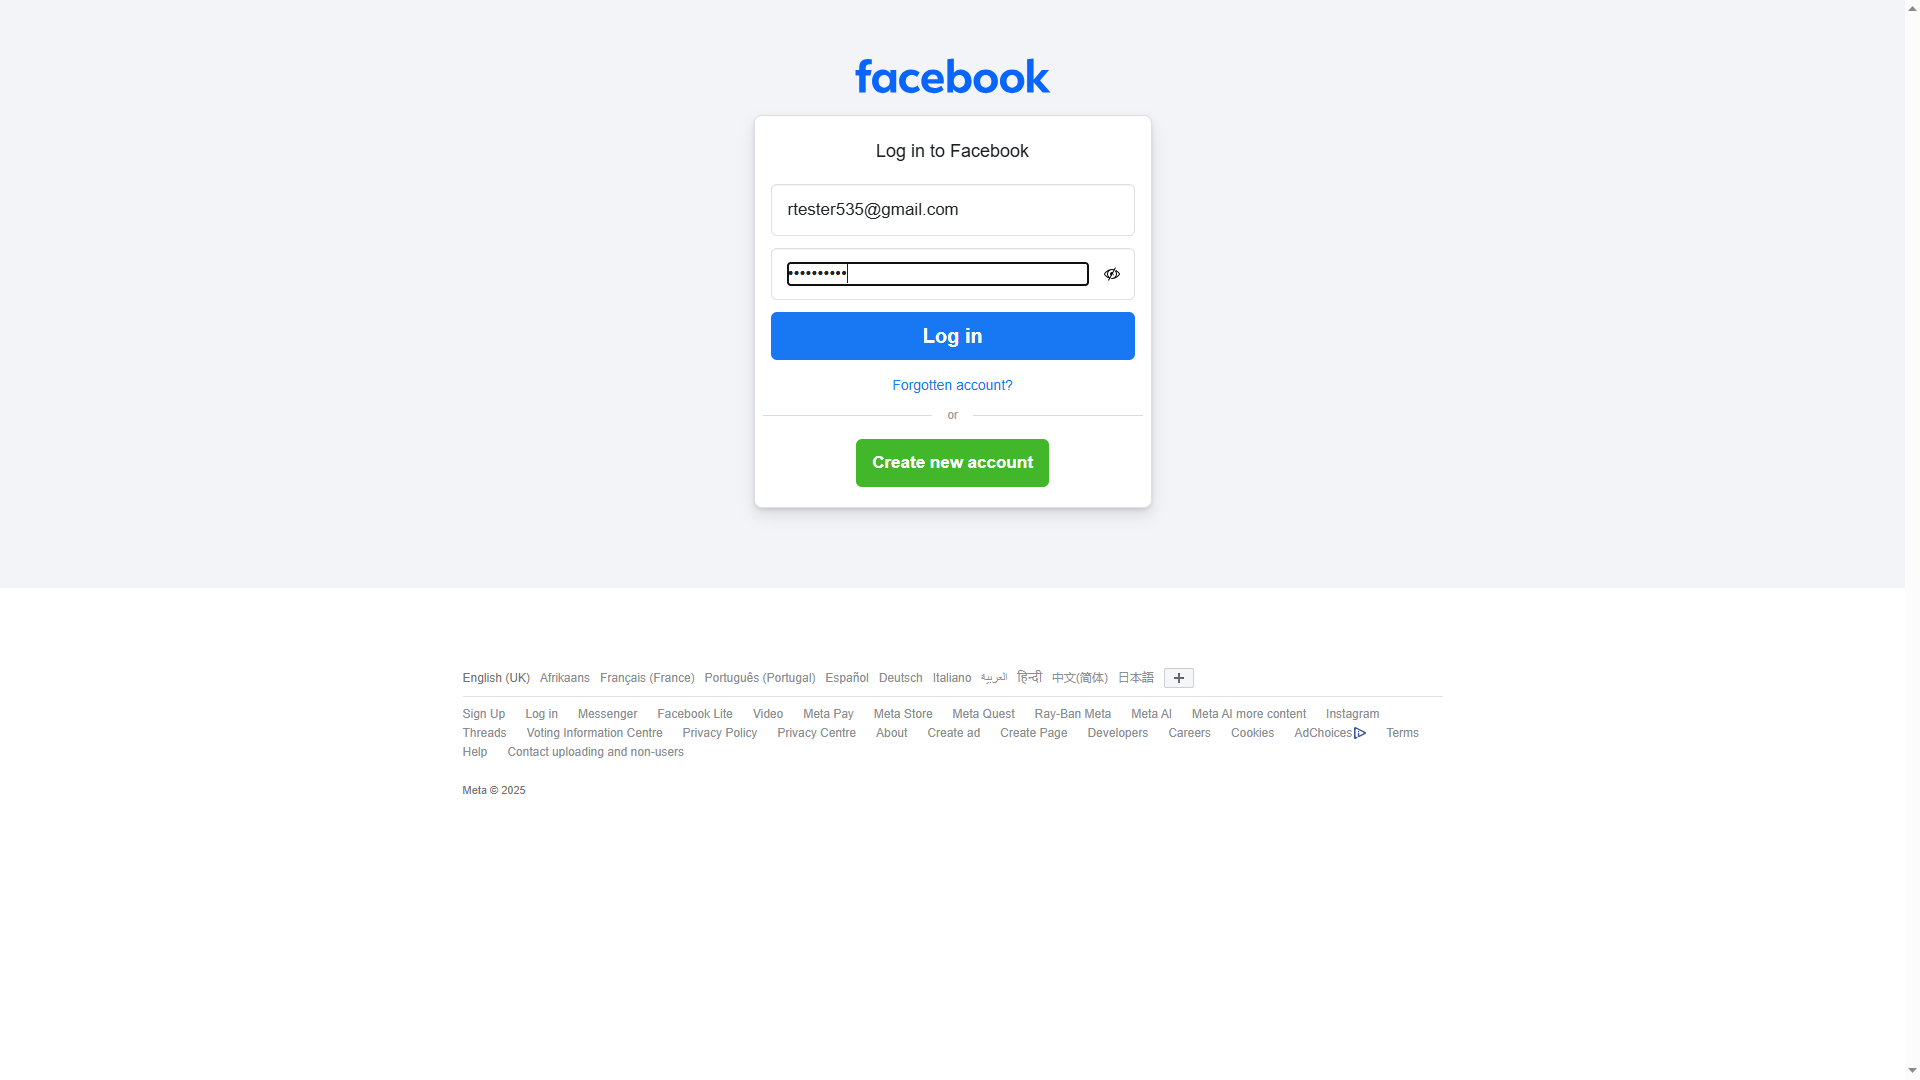 facebook
Log in to Facebook
rtester535@gmail.com
••••••••••
Log in
Forgotten account?
or
Create new account
English (UK) Afrikaans Français (France) Português (Portugal) Español Deutsch Italiano العربية हिन्दी 中文(简体) 日本語
Sign Up Log in Messenger Facebook Lite Video Meta Pay Meta Store Meta Quest Ray-Ban Meta Meta AI Meta AI more content Instagram
Threads Voting Information Centre Privacy Policy Privacy Centre About Create ad Create Page Developers Careers Cookies AdChoices Terms
Help Contact uploading and non-users
Meta © 2025